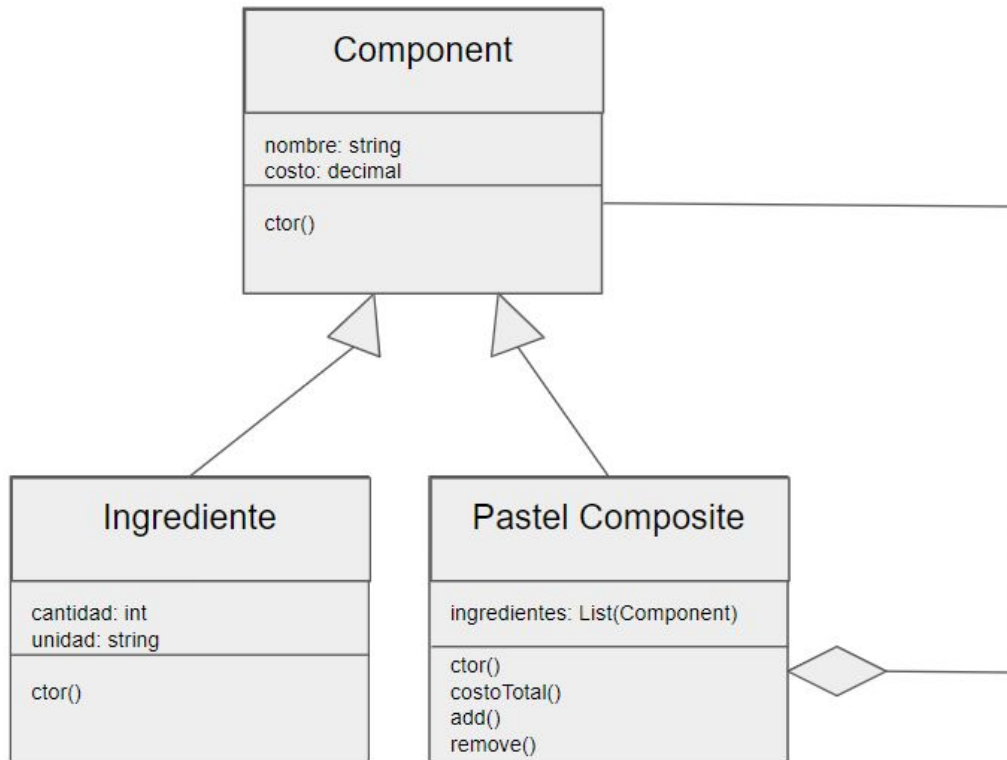 Component
nombre: string
costo: decimal
ctor()
Ingrediente
cantidad: int
unidad: string
ctor()
Pastel Composite
ingredientes: List(Component)
ctor()
costoTotal()
add()
remove()